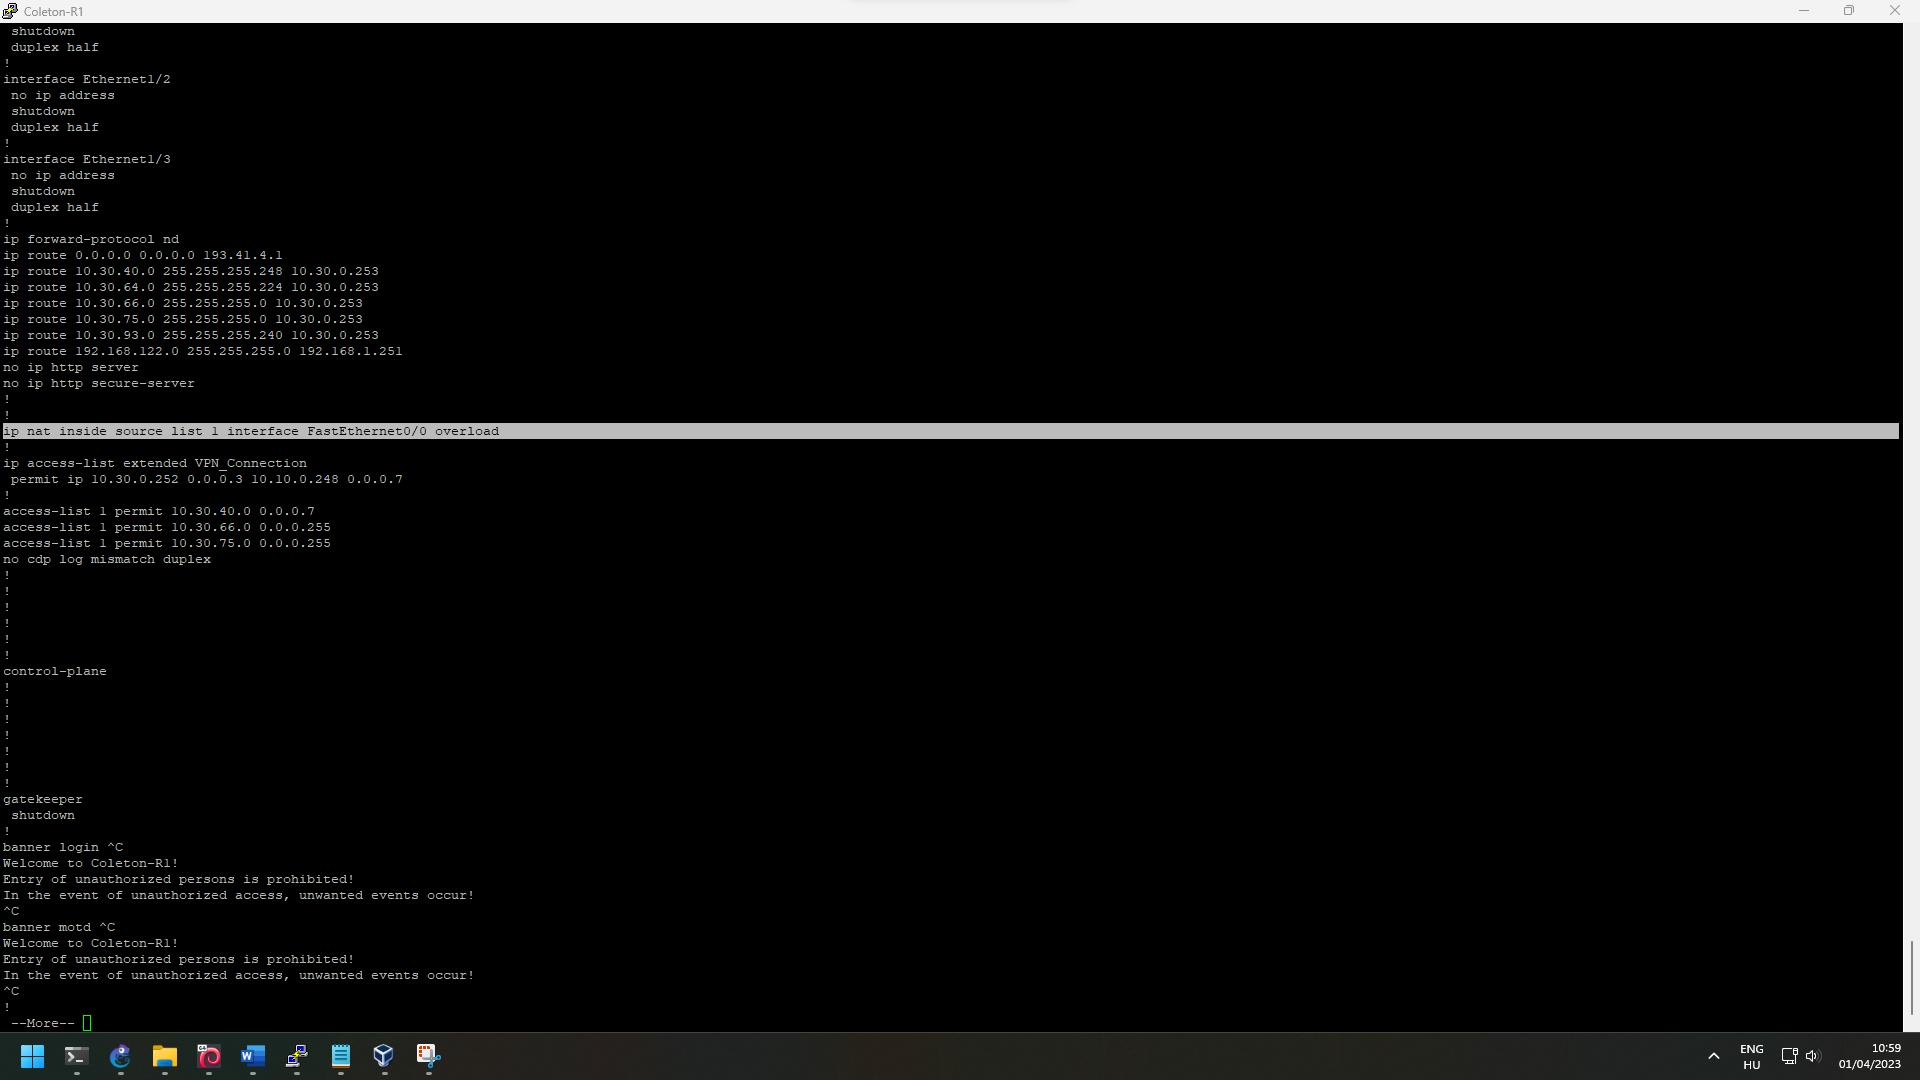 Coleton-R1
 shutdown
 duplex half
!
interface Ethernet1/2
 no ip address
 shutdown
 duplex half
!
interface Ethernet1/3
 no ip address
 shutdown
 duplex half
!
ip forward-protocol nd
ip route 0.0.0.0 0.0.0.0 193.41.4.1
ip route 10.30.40.0 255.255.255.248 10.30.0.253
ip route 10.30.64.0 255.255.255.224 10.30.0.253
ip route 10.30.66.0 255.255.255.0 10.30.0.253
ip route 10.30.75.0 255.255.255.0 10.30.0.253
ip route 10.30.93.0 255.255.255.240 10.30.0.253
ip route 192.168.122.0 255.255.255.0 192.168.1.251
no ip http server
no ip http secure-server
!
!
ip nat inside source list 1 interface FastEthernet0/0 overload
!
ip access-list extended VPN_Connection
 permit ip 10.30.0.252 0.0.0.3 10.10.0.248 0.0.0.7
!
access-list 1 permit 10.30.40.0 0.0.0.7
access-list 1 permit 10.30.66.0 0.0.0.255
access-list 1 permit 10.30.75.0 0.0.0.255
no cdp log mismatch duplex
!
!
!
!
!
!
control-plane
!
!
!
!
!
!
!
gatekeeper
 shutdown
!
banner login ^C
Welcome to Coleton-R1!
Entry of unauthorized persons is prohibited!
In the event of unauthorized access, unwanted events occur!
^C
banner motd ^C
Welcome to Coleton-R1!
Entry of unauthorized persons is prohibited!
In the event of unauthorized access, unwanted events occur!
^C
!
 --More--
ENG
HU
10:59
01/04/2023